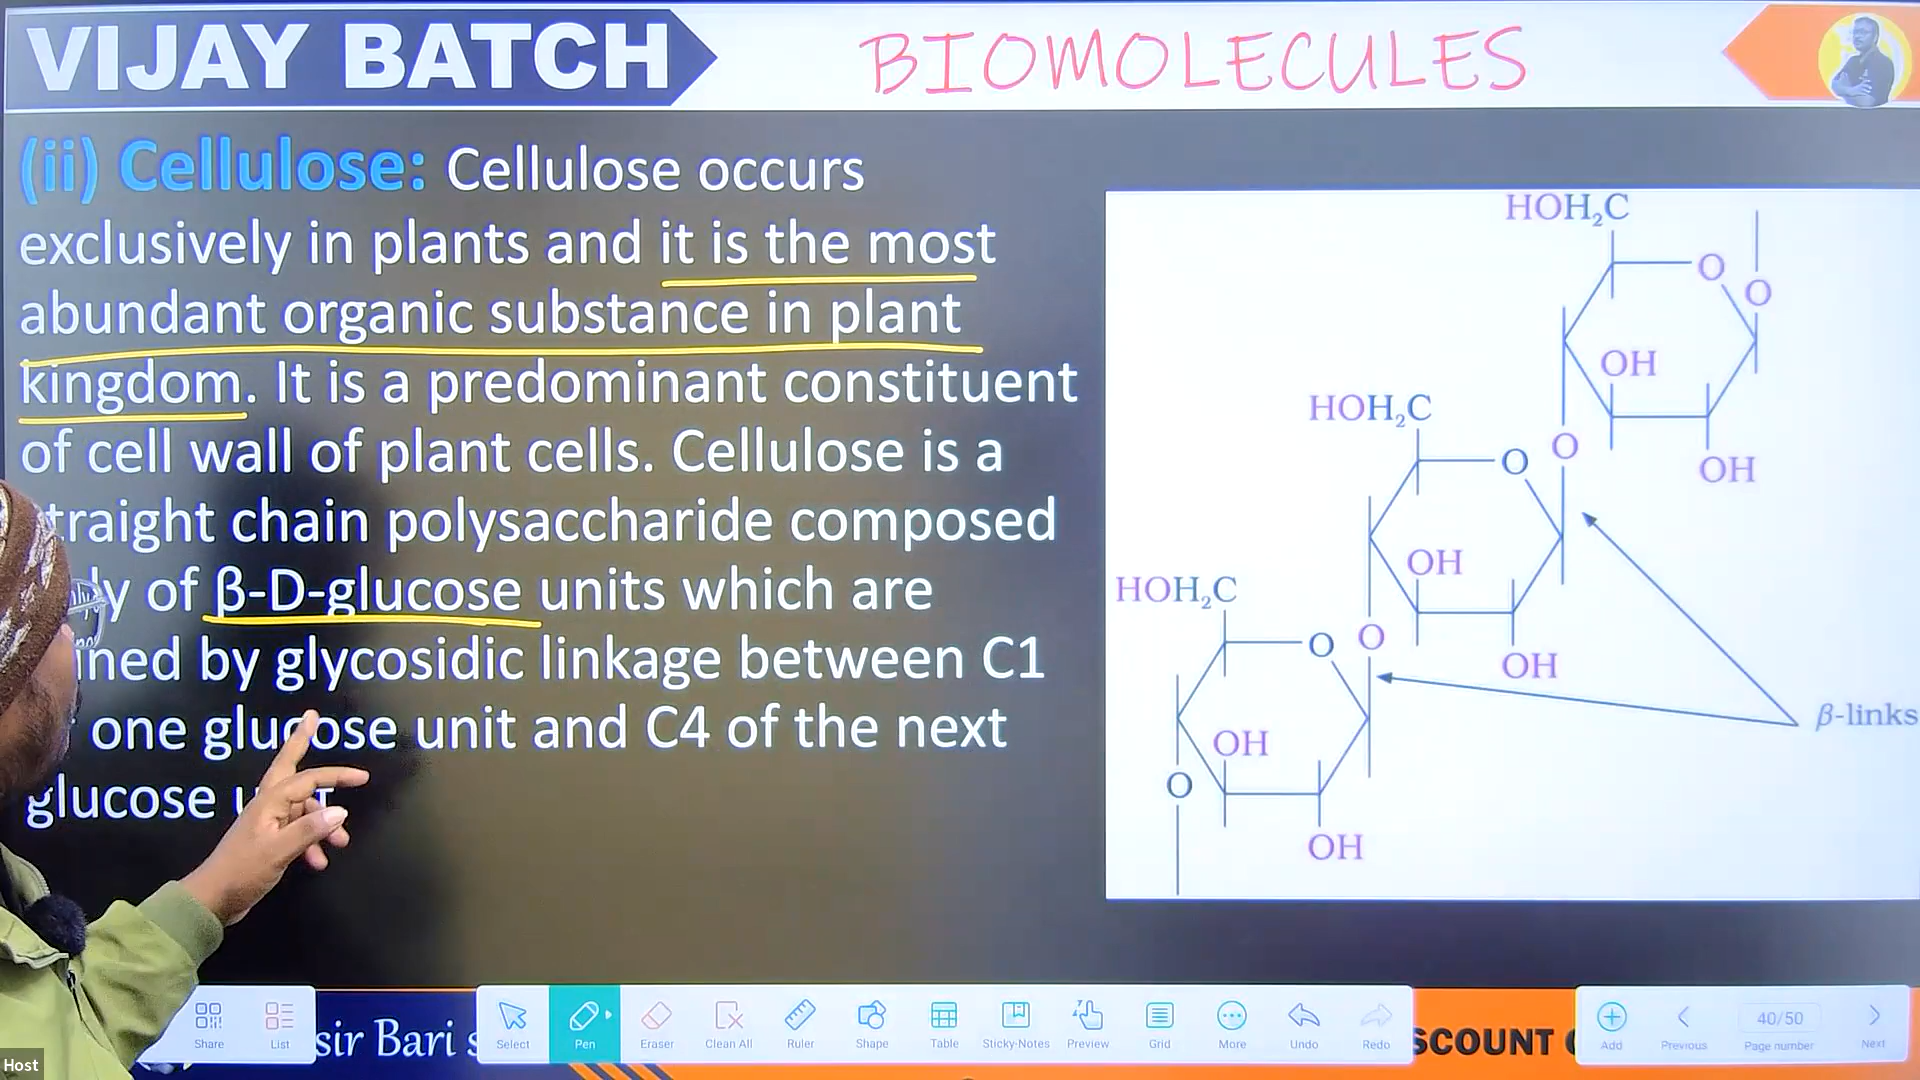 VIJAY BATCH
BIOMOLECULES
(ii) Cellulose: Cellulose occurs
exclusively in plants and it is the most
abundant organic substance in plant
kingdom. It is a predominant constituent
of cell wall of plant cells. Cellulose is a
traight chain polysaccharide composed
ly of β-D-glucose units which are
ined by glycosidic linkage between C1
one glucose unit and C4 of the next
glucose
HOH₂C
O
O
OH
OH
HOH₂C
O
O
OH
OH
HOH₂C
O
O
OH
OH
O
β-links
sir Bari s
SCOUNT
Share
List
Select
Pen
Eraser
Clean All
Ruler
Shape
Table
Sticky-Notes
Preview
Grid
More
Undo
Redo
Add
Previous
40/50
Page number
Next
Host